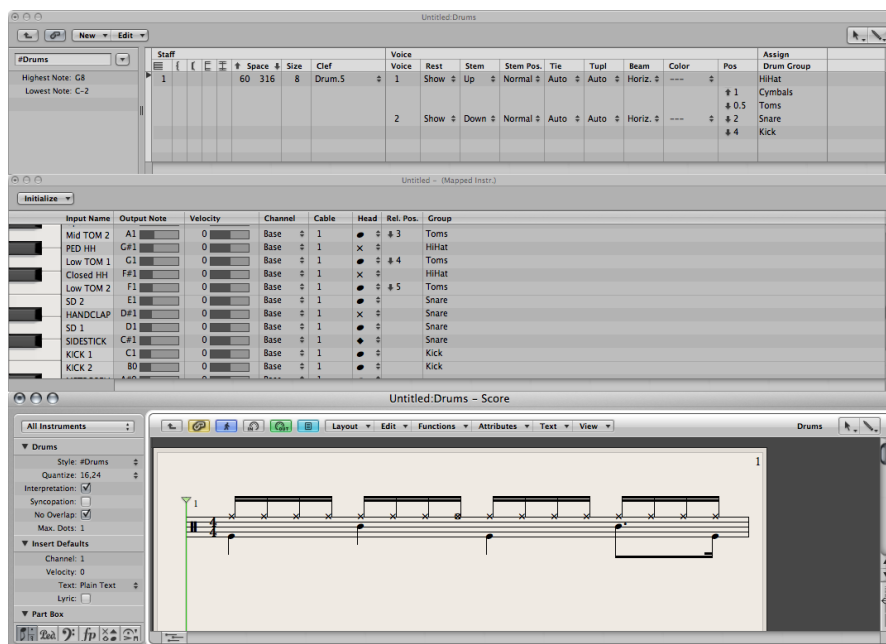 Untitled:Drums
New Edit
#Drums
Highest Note: G8
Lowest Note: C-2
Staff Voice Assign
Space Size Clef Voice Rest Stem Stem Pos. Tie Tupl Beam Color Pos Drum Group
1 60 316 8 Drum.5 1 Show Up Normal Auto Auto Horiz. --- HiHat
1 Cymbals
0.5 Toms
2 Show Down Normal Auto Auto Horiz. --- 2 Snare
4 Kick
Untitled - (Mapped Instr.)
Initialize
Input Name Output Note Velocity Channel Cable Head Rel. Pos. Group
Mid TOM 2 A1 0 Base 1 3 Toms
PED HH G#1 0 Base 1 HiHat
Low TOM 1 G1 0 Base 1 4 Toms
Closed HH F#1 0 Base 1 HiHat
Low TOM 2 F1 0 Base 1 5 Toms
SD 2 E1 0 Base 1 Snare
HANDCLAP D#1 0 Base 1 Snare
SD 1 D1 0 Base 1 Snare
SIDESTICK C#1 0 Base 1 Snare
KICK 1 C1 0 Base 1 Kick
KICK 2 B0 0 Base 1 Kick
Untitled:Drums - Score
All Instruments
Layout Edit Functions Attributes Text View Drums
Drums
Style: #Drums
Quantize: 16,24
Interpretation:
Syncopation:
No Overlap:
Max. Dots: 1
Insert Defaults
Channel: 1
Velocity: 0
Text: Plain Text
Lyric:
Part Box
1
1
4
4